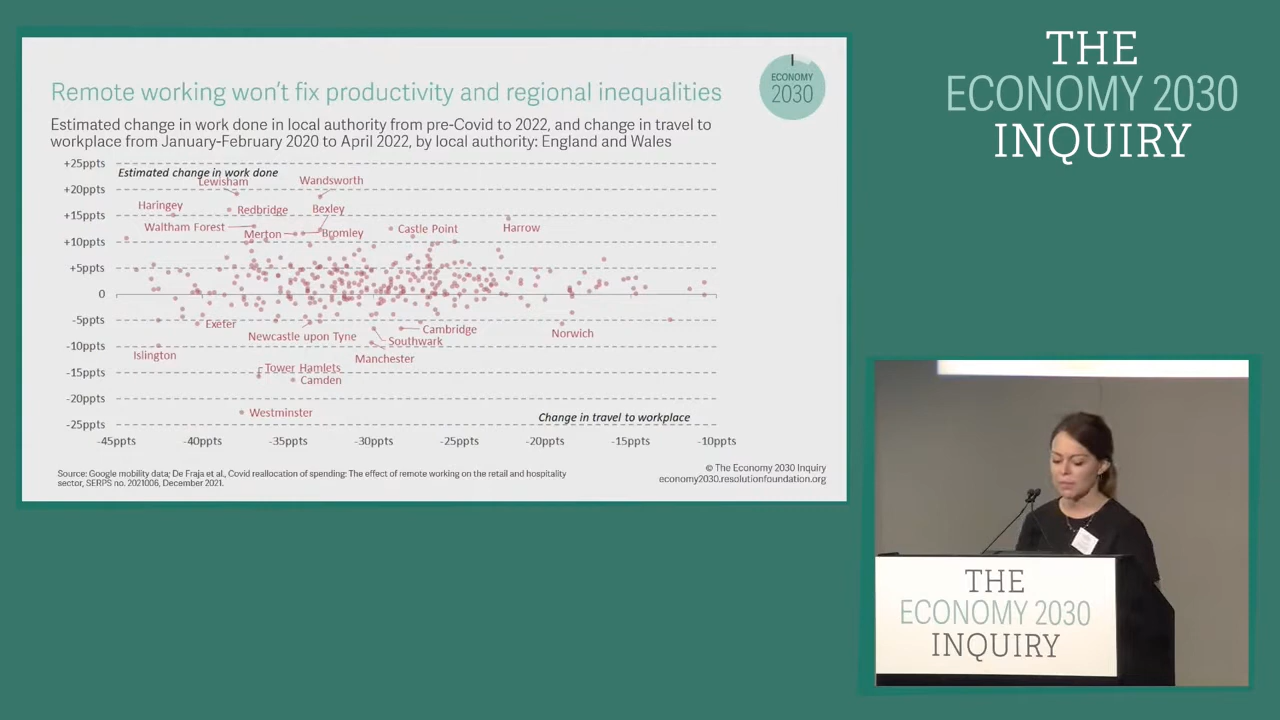 THE
ECONOMY 2030
INQUIRY
ECONOMY
2030
Remote working won't fix productivity and regional inequalities
Estimated change in work done in local authority from pre-Covid to 2022, and change in travel to
workplace from January-February 2020 to April 2022, by local authority: England and Wales
+25ppts
Estimated change in work done
+20ppts
Lewisham
Wandsworth
+15ppts
Haringey
Redbridge
Bexley
Waltham Forest
Merton
Bromley
Castle Point
Harrow
+10ppts
+5ppts
0
-5ppts
Exeter
Newcastle upon Tyne
Cambridge
Southwark
Norwich
-10ppts
Islington
Manchester
-15ppts
Tower Hamlets
Camden
-20ppts
Westminster
Change in travel to workplace
-25ppts
-45ppts -40ppts -35ppts -30ppts -25ppts -20ppts -15ppts -10ppts
Source: Google mobility data; De Fraja et al., Covid reallocation of spending: The effect of remote working on the retail and hospitality
sector, SERPS no. 2021006, December 2021.
© The Economy 2030 Inquiry
economy2030.resolutionfoundation.org
THE
ECONOMY 2030
INQUIRY